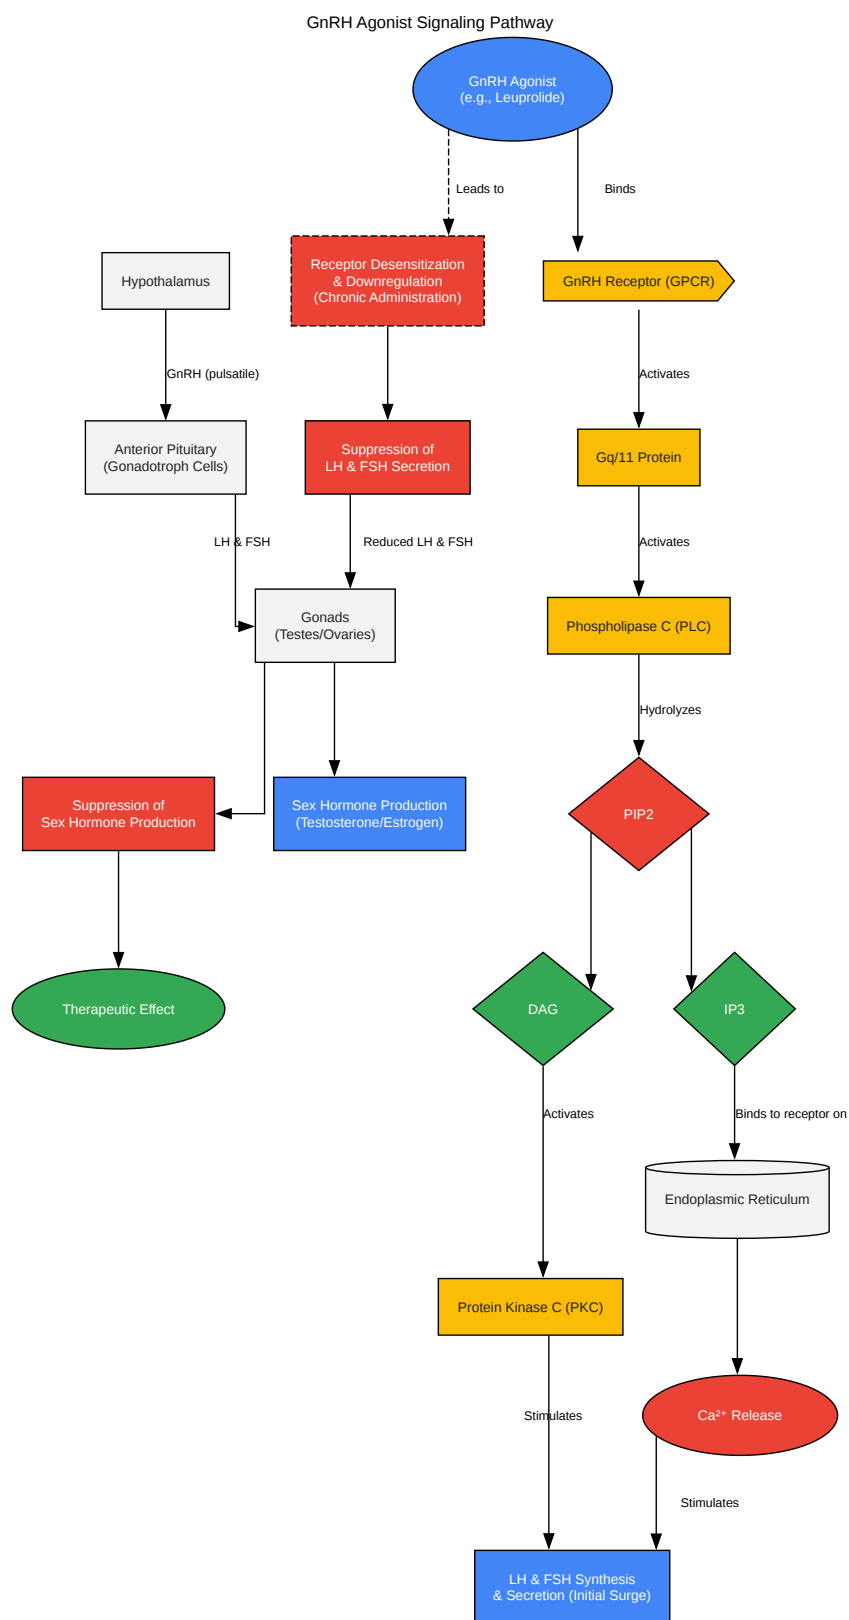 GnRH Agonist Signaling Pathway
GnRH Agonist
(e.g., Leuprolide)
Leads to
Binds
Hypothalamus
Receptor Desensitization
& Downregulation
(Chronic Administration)
GnRH Receptor (GPCR)
GnRH (pulsatile)
Activates
Anterior Pituitary
(Gonadotroph Cells)
Suppression of
LH & FSH Secretion
Gq/11 Protein
LH & FSH
Reduced LH & FSH
Activates
Gonads
(Testes/Ovaries)
Phospholipase C (PLC)
Hydrolyzes
Suppression of
Sex Hormone Production
Sex Hormone Production
(Testosterone/Estrogen)
PIP2
Therapeutic Effect
DAG
IP3
Activates
Binds to receptor on
Endoplasmic Reticulum
Protein Kinase C (PKC)
Stimulates
Ca²⁺ Release
Stimulates
LH & FSH Synthesis
& Secretion (Initial Surge)